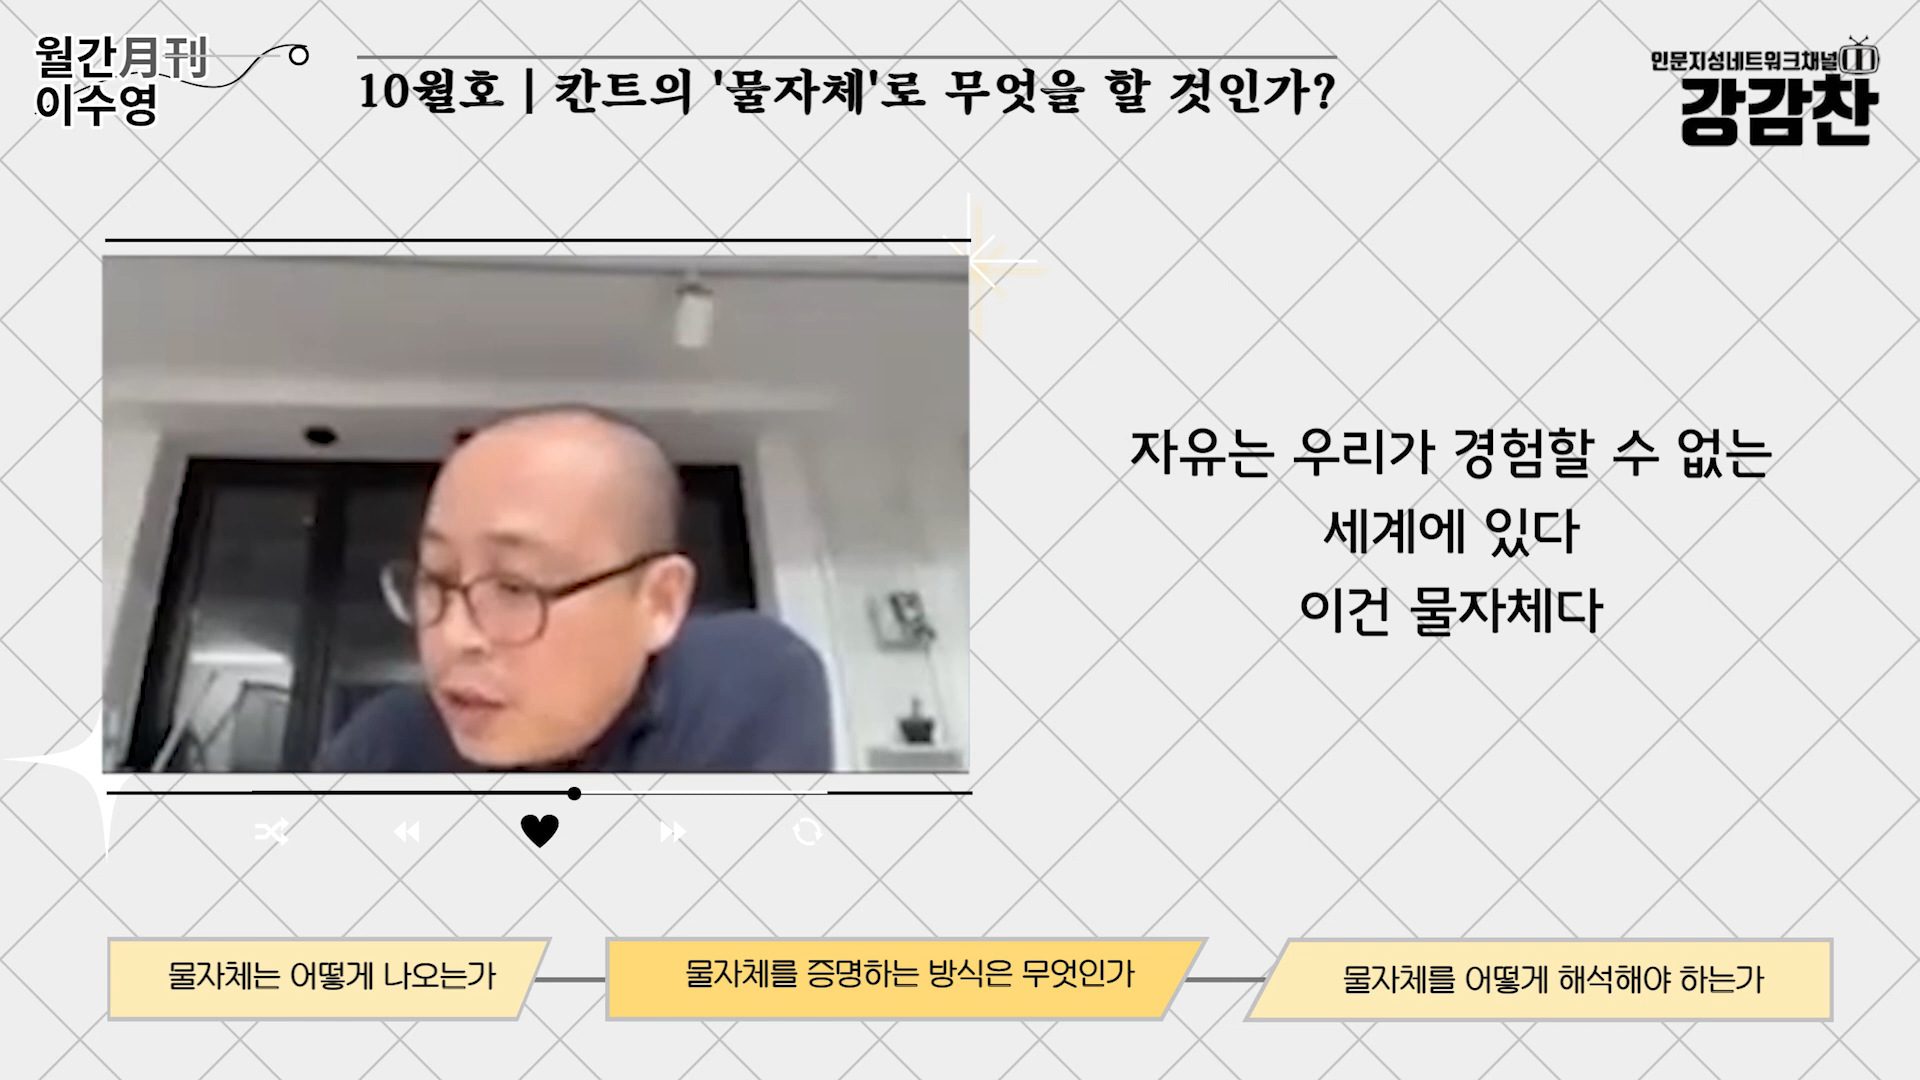 월간月刊
이수영
10월호 | 칸트의 '물자체'로 무엇을 할 것인가?
인문지성네트워크채널
강감찬
자유는 우리가 경험할 수 없는
세계에 있다
이건 물자체다
물자체는 어떻게 나오는가
물자체를 증명하는 방식은 무엇인가
물자체를 어떻게 해석해야 하는가